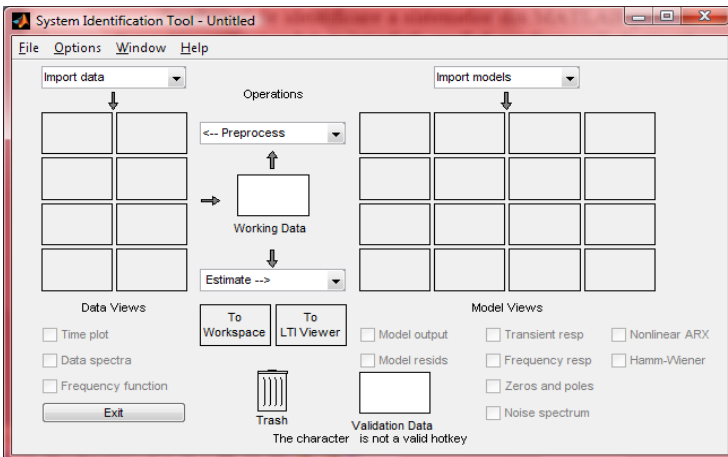 System Identification Tool - Untitled
File Options Window Help
Import data
Operations
Import models
<-- Preprocess
Working Data
Estimate -->
Data Views
To Workspace
To LTI Viewer
Model Views
Time plot
Data spectra
Frequency function
Exit
Trash
Model output
Model resids
Validation Data
Transient resp
Frequency resp
Zeros and poles
Noise spectrum
Nonlinear ARX
Hamm-Wiener
The character is not a valid hotkey